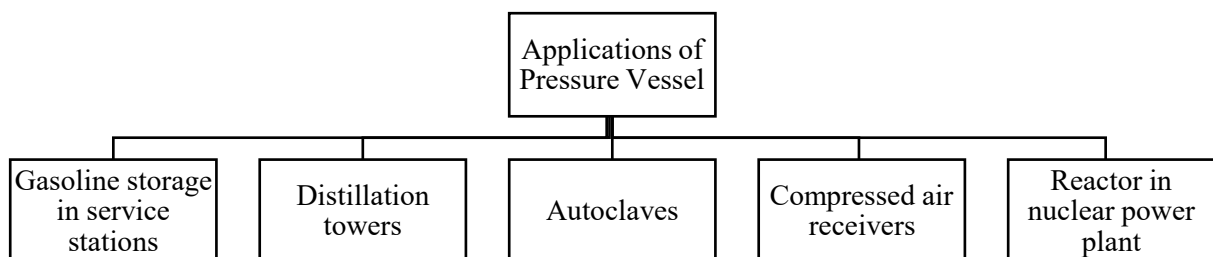 Applications of
Pressure Vessel
Gasoline storage
in service
stations
Distillation
towers
Autoclaves
Compressed air
receivers
Reactor in
nuclear power
plant